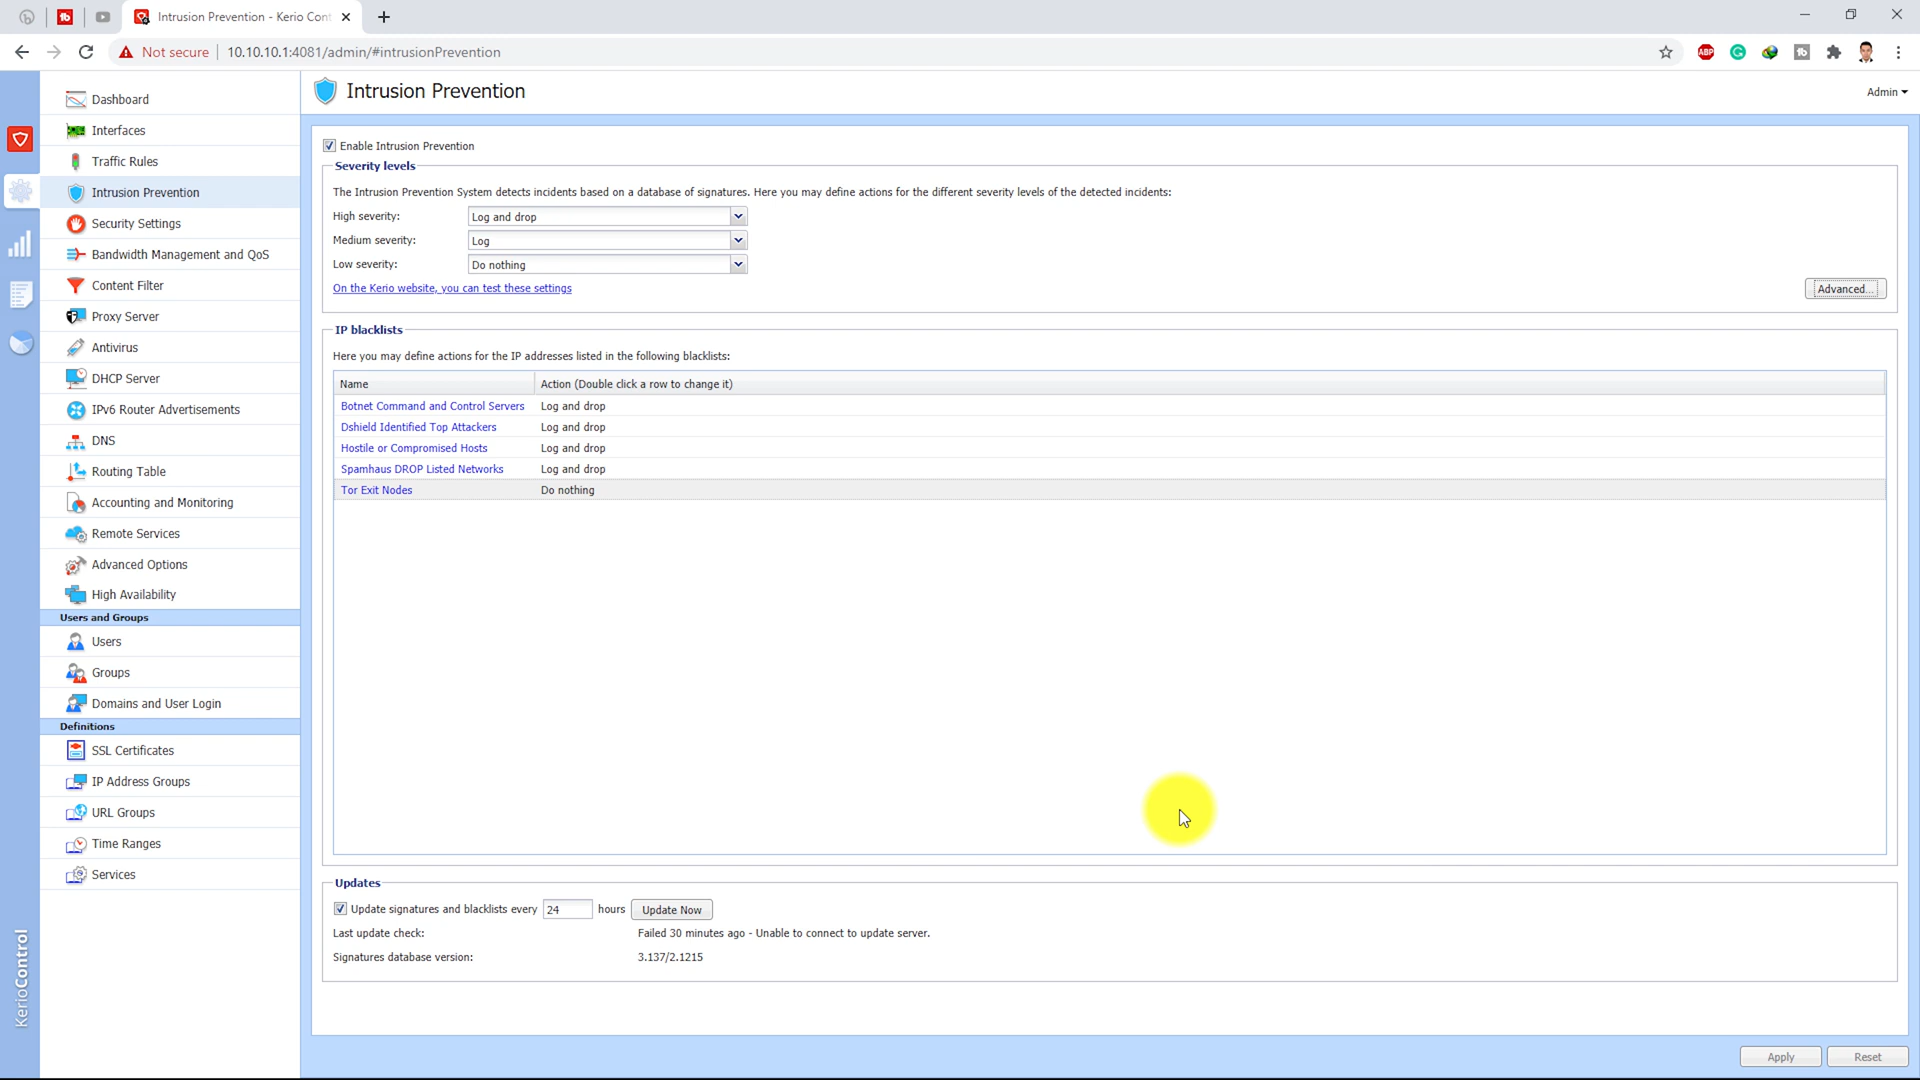 Intrusion Prevention - Kerio Cont
Not secure
10.10.10.1:4081/admin/#intrusionPrevention
ABP
Dashboard
Interfaces
Traffic Rules
Intrusion Prevention
Security Settings
Bandwidth Management and QoS
Content Filter
Proxy Server
Antivirus
DHCP Server
IPv6 Router Advertisements
DNS
Routing Table
Accounting and Monitoring
Remote Services
Advanced Options
High Availability
Users and Groups
Users
Groups
Domains and User Login
Definitions
SSL Certificates
IP Address Groups
URL Groups
Time Ranges
Services
KerioControl
Intrusion Prevention
Admin
Enable Intrusion Prevention
Severity levels
The Intrusion Prevention System detects incidents based on a database of signatures. Here you may define actions for the different severity levels of the detected incidents:
High severity: Log and drop
Medium severity: Log
Low severity: Do nothing
On the Kerio website, you can test these settings
Advanced...
IP blacklists
Here you may define actions for the IP addresses listed in the following blacklists:
Name Action (Double click a row to change it)
Botnet Command and Control Servers Log and drop
Dshield Identified Top Attackers Log and drop
Hostile or Compromised Hosts Log and drop
Spamhaus DROP Listed Networks Log and drop
Tor Exit Nodes Do nothing
Updates
Update signatures and blacklists every 24 hours Update Now
Last update check: Failed 30 minutes ago - Unable to connect to update server.
Signatures database version: 3.137/2.1215
Apply Reset